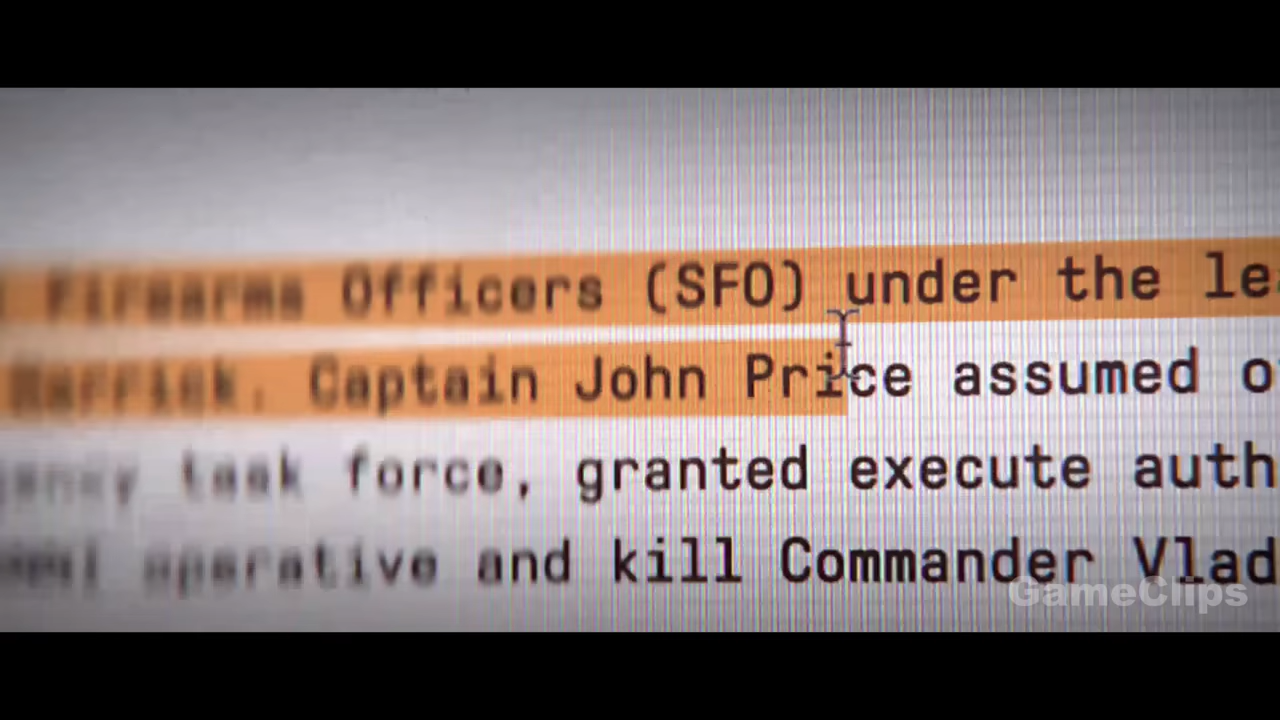 Firearms Officers (SFO) under the le
Captain John Price assumed o
task force, granted execute auth
operative and kill Commander Vlad
GameClips